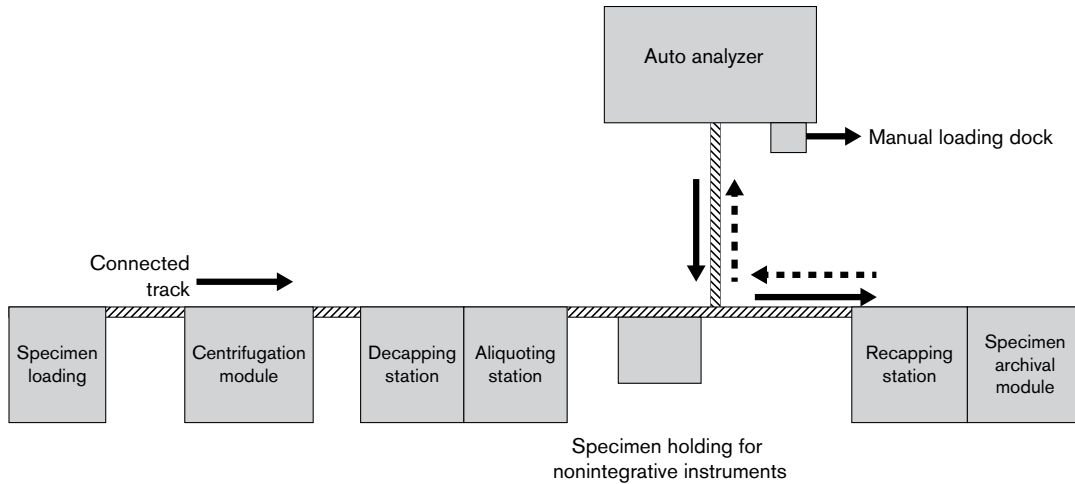 Auto analyzer
Manual loading dock
Connected
track
Specimen
loading
Centrifugation
module
Decapping
station
Aliquoting
station
Recapping
station
Specimen
archival
module
Specimen holding for
nonintegrative instruments